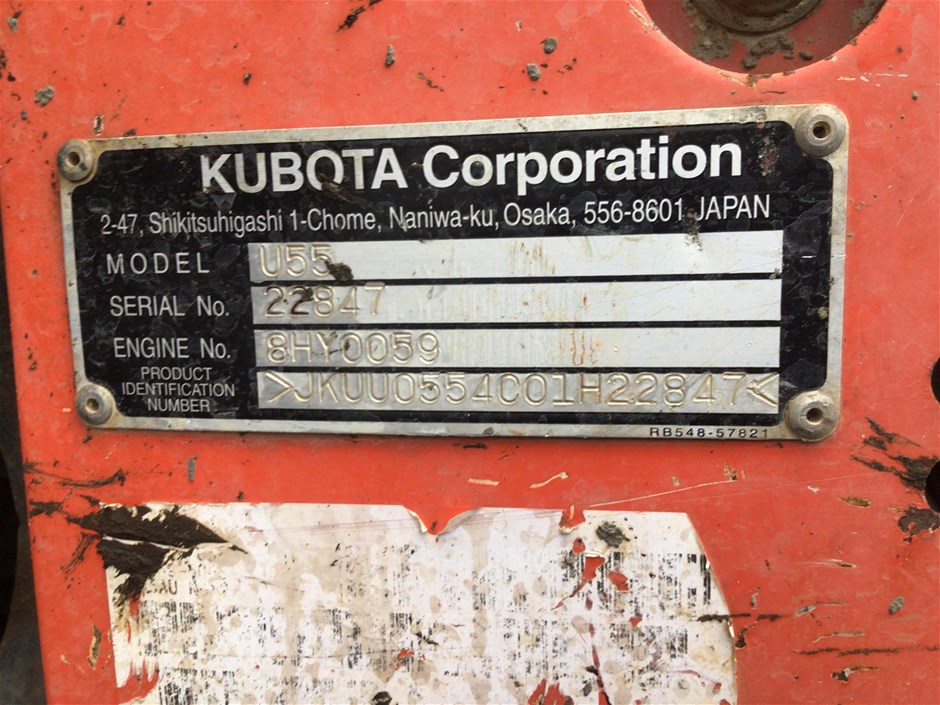 KUBOTA Corporation
2-47, Shikitsuhigashi 1-Chome, Naniwa-ku, Osaka, 556-8601 JAPAN
MODEL U55
SERIAL No. 22847
ENGINE No. 8HY0059
PRODUCT IDENTIFICATION NUMBER >JKUU0554C01H22847<
RB548-57821